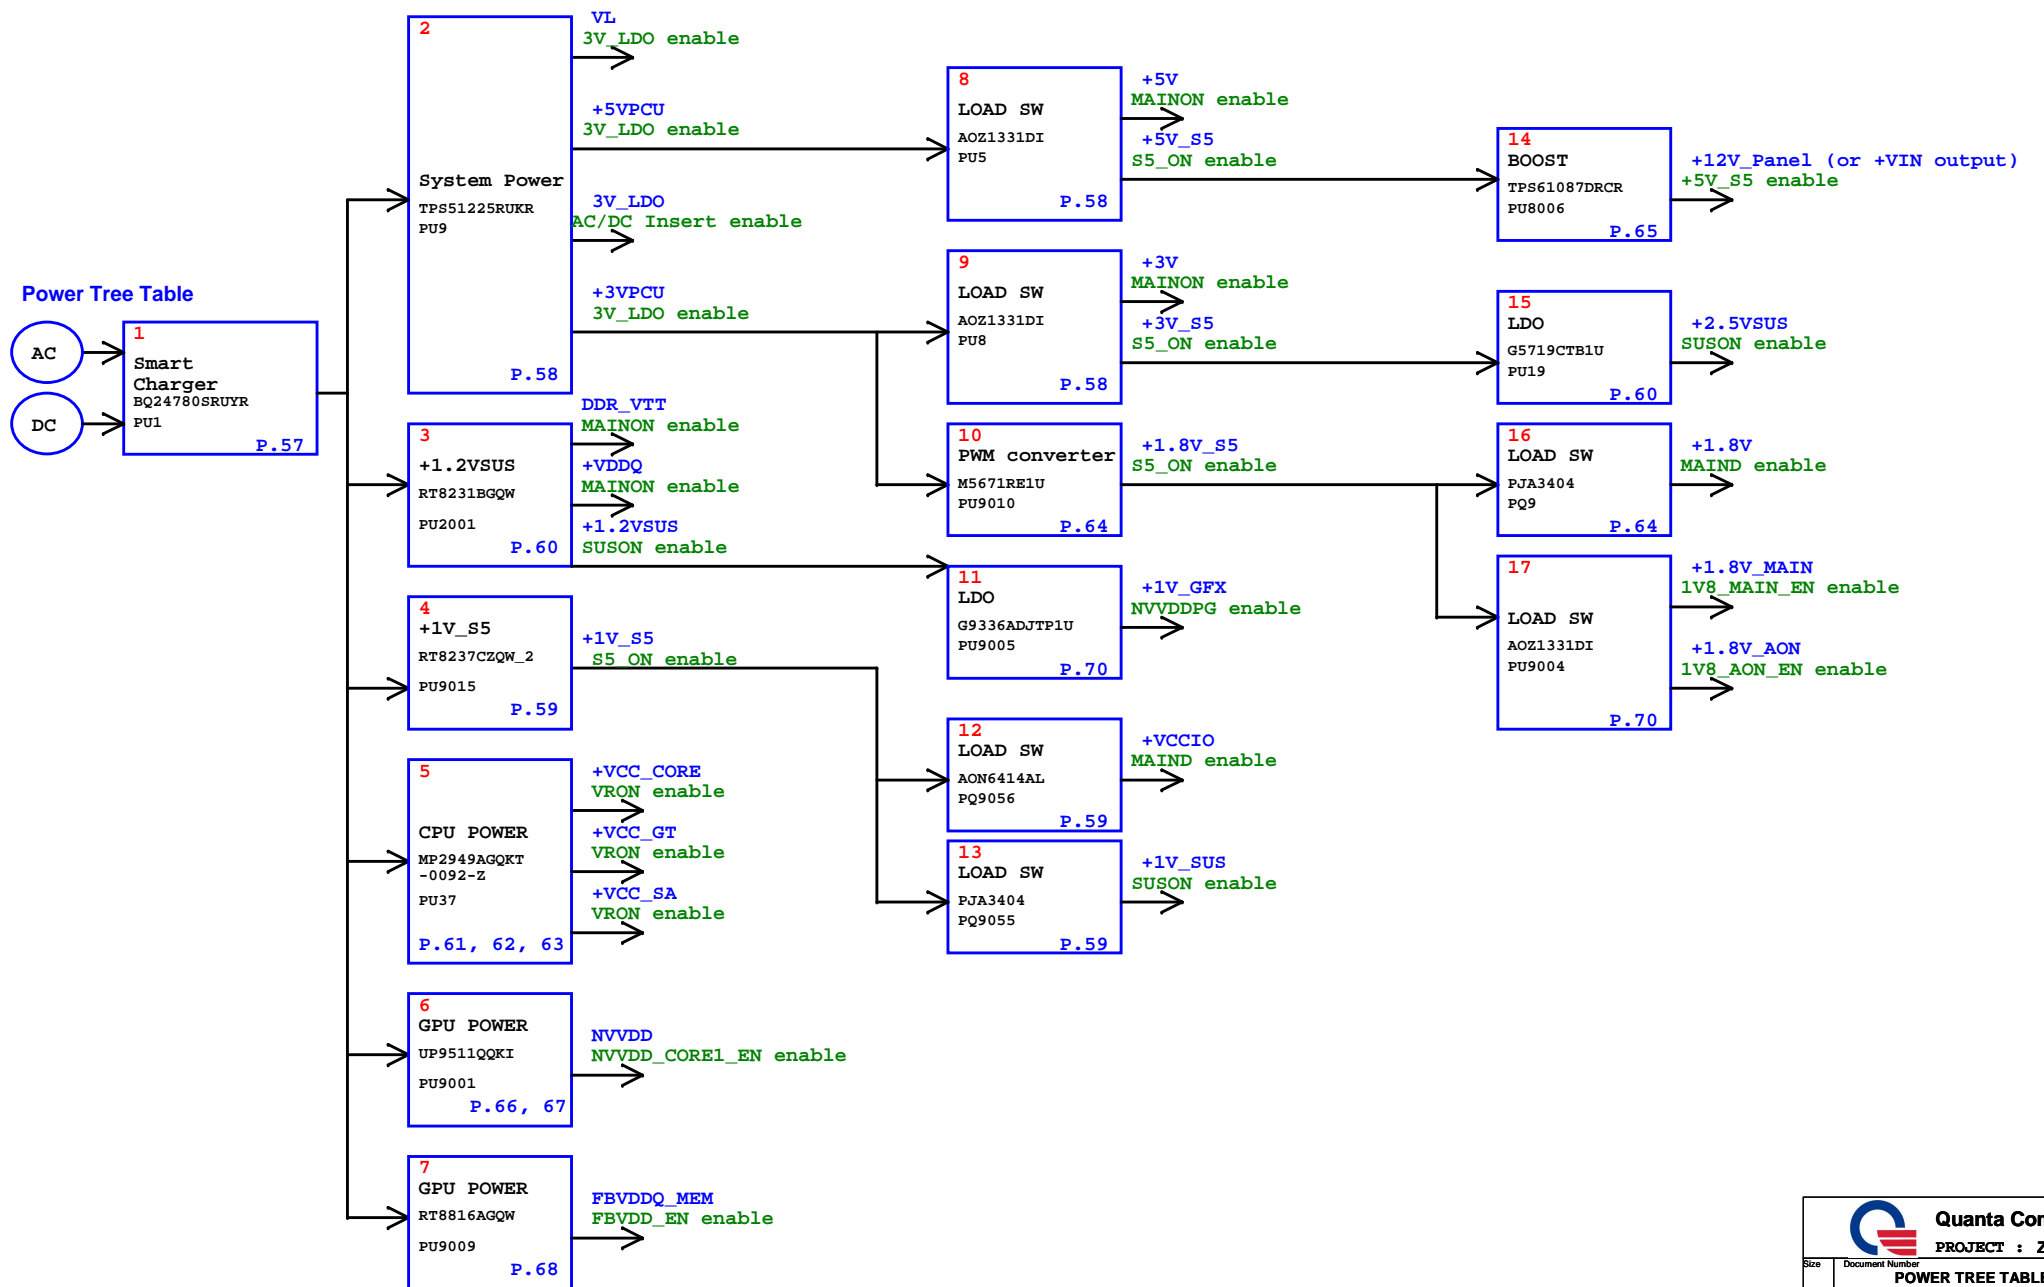 Power Tree Table
AC
DC
1
Smart
Charger
BQ24780SRUYR
PU1
P.57
2
System Power
TPS51225RUKR
PU9
P.58
VL
3V_LDO enable
+5VPCU
3V_LDO enable
3V_LDO
AC/DC Insert enable
+3VPCU
3V_LDO enable
3
+1.2VSUS
RT8231BGQW
PU2001
P.60
DDR_VTT
MAINON enable
+VDDQ
MAINON enable
+1.2VSUS
SUSON enable
4
+1V_S5
RT8237CZQW_2
PU9015
P.59
+1V_S5
S5_ON enable
5
CPU POWER
MP2949AGQKT
-0092-Z
PU37
P.61, 62, 63
+VCC_CORE
VRON enable
+VCC_GT
VRON enable
+VCC_SA
VRON enable
6
GPU POWER
UP9511QQKI
PU9001
P.66, 67
NVVDD
NVVDD_CORE1_EN enable
7
GPU POWER
RT8816AGQW
PU9009
P.68
FBVDDQ_MEM
FBVDD_EN enable
8
LOAD SW
AOZ1331DI
PU5
P.58
+5V
MAINON enable
+5V_S5
S5_ON enable
9
LOAD SW
AOZ1331DI
PU8
P.58
+3V
MAINON enable
+3V_S5
S5_ON enable
10
PWM converter
M5671RE1U
PU9010
P.64
+1.8V_S5
S5_ON enable
11
LDO
G9336ADJTP1U
PU9005
P.70
+1V_GFX
NVVDDPG enable
12
LOAD SW
AON6414AL
PQ9056
P.59
+VCCIO
MAIND enable
13
LOAD SW
PJA3404
PQ9055
P.59
+1V_SUS
SUSON enable
14
BOOST
TPS61087DRCR
PU8006
P.65
+12V_Panel (or +VIN output)
+5V_S5 enable
15
LDO
G5719CTB1U
PU19
P.60
+2.5VSUS
SUSON enable
16
LOAD SW
PJA3404
PQ9
P.64
+1.8V
MAIND enable
17
LOAD SW
AOZ1331DI
PU9004
P.70
+1.8V_MAIN
1V8_MAIN_EN enable
+1.8V_AON
1V8_AON_EN enable
Quanta
PROJECT : Z
Size
Document Number
POWER TREE TABLE